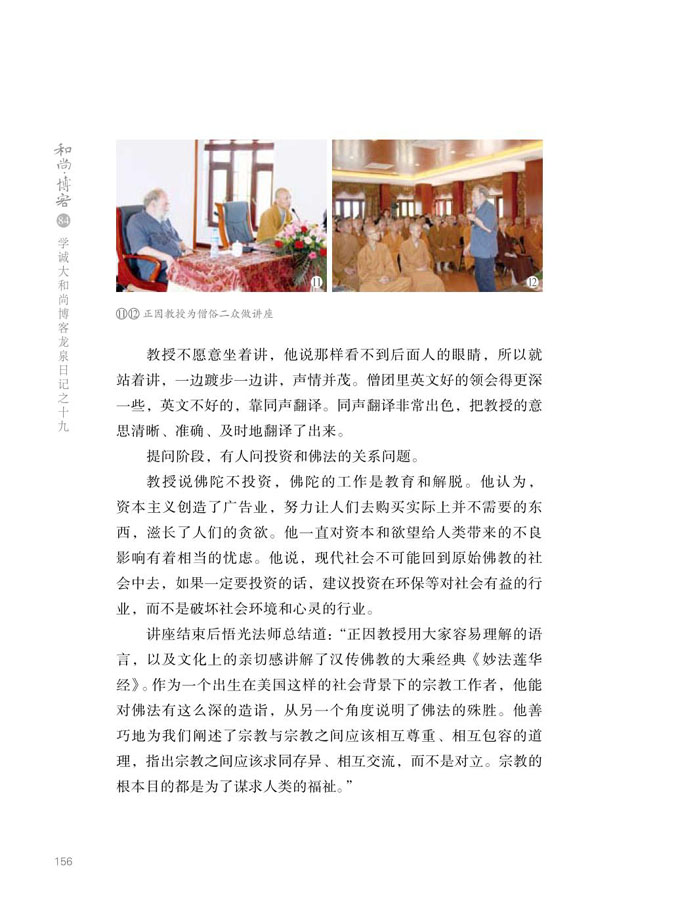 和尚·博客
84
学诚大和尚博客龙泉日记之十九
⑪
⑫
⑪⑫ 正因教授为僧俗二众做讲座
教授不愿意坐着讲，他说那样看不到后面人的眼睛，所以就
站着讲，一边踱步一边讲，声情并茂。僧团里英文好的领会得更深
一些，英文不好的，靠同声翻译。同声翻译非常出色，把教授的意
思清晰、准确、及时地翻译了出来。
提问阶段，有人问投资和佛法的关系问题。
教授说佛陀不投资，佛陀的工作是教育和解脱。他认为，
资本主义创造了广告业，努力让人们去购买实际上并不需要的东
西，滋长了人们的贪欲。他一直对资本和欲望给人类带来的不良
影响有着相当的忧虑。他说，现代社会不可能回到原始佛教的社
会中去，如果一定要投资的话，建议投资在环保等对社会有益的行
业，而不是破坏社会环境和心灵的行业。
讲座结束后悟光法师总结道：“正因教授用大家容易理解的语
言，以及文化上的亲切感讲解了汉传佛教的大乘经典《妙法莲华
经》。作为一个出生在美国这样的社会背景下的宗教工作者，他能
对佛法有这么深的造诣，从另一个角度说明了佛法的殊胜。他善
巧地为我们阐述了宗教与宗教之间应该相互尊重、相互包容的道
理，指出宗教之间应该求同存异、相互交流，而不是对立。宗教的
根本目的都是为了谋求人类的福祉。”
156